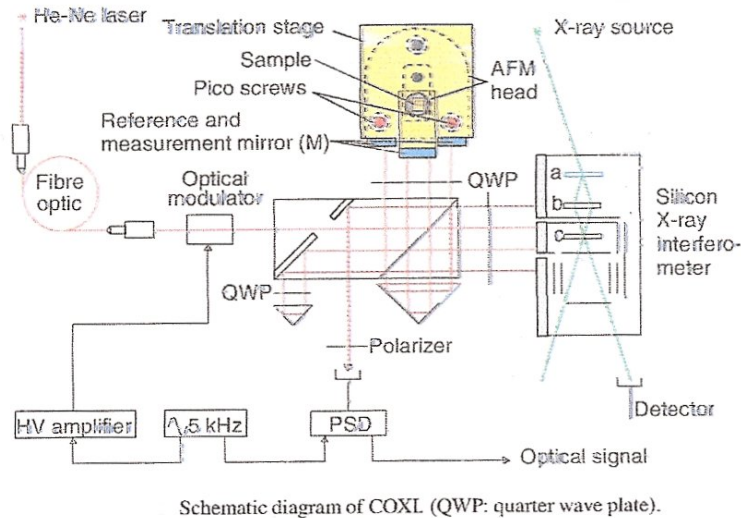 He-Ne laser
Translation stage
Sample
Pico screws
Reference and
measurement mirror (M)
AFM
head
X-ray source
Fibre
optic
Optical
modulator
QWP
a
b
c
Silicon
X-ray
interfero-
meter
QWP
Polarizer
Detector
HV amplifier
5 kHz
PSD
Optical signal
Schematic diagram of COXI (QWP: quarter wave plate).